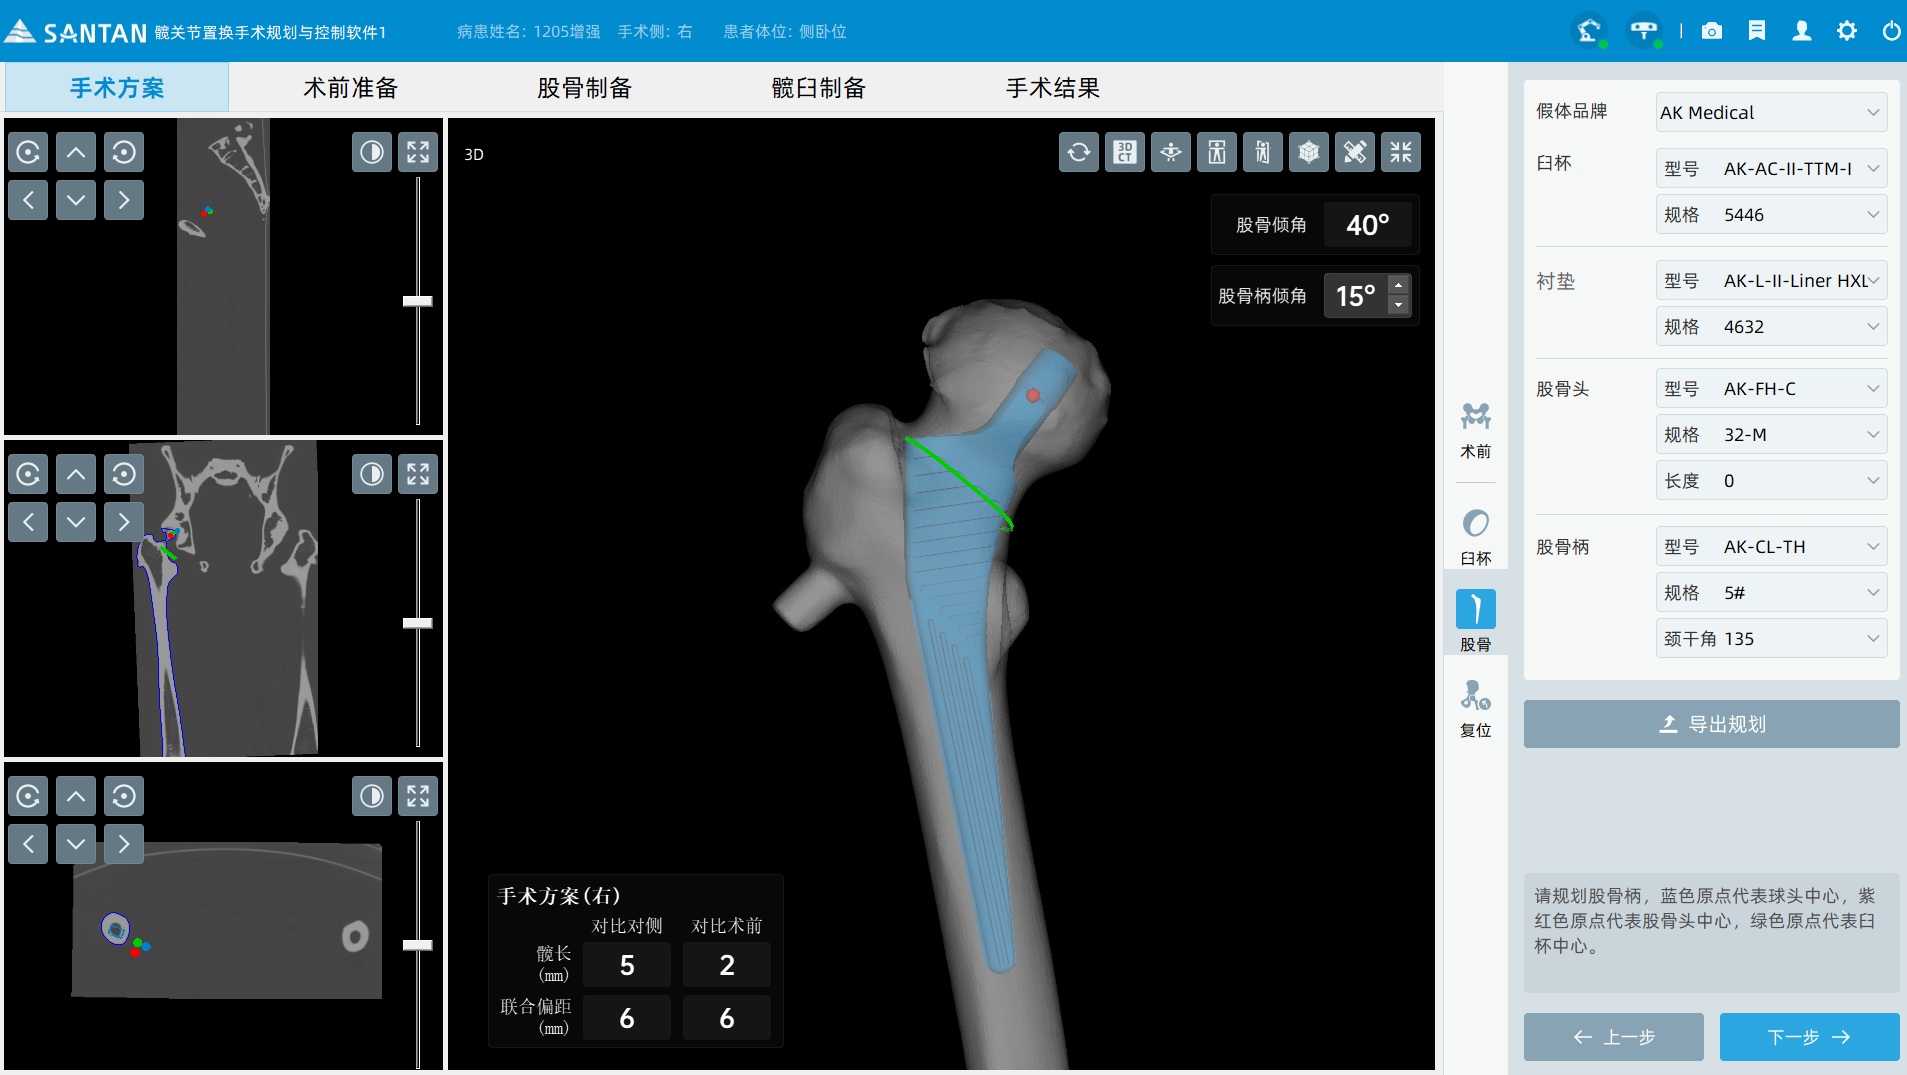 SANTAN 髋关节置换手术规划与控制软件1 病患姓名: 1205增强 手术侧: 右 患者体位: 侧卧位
手术方案 术前准备 股骨制备 髋臼制备 手术结果
3D
3D
CT
股骨倾角 40°
股骨柄倾角 15°
手术方案(右)
对比对侧 对比术前
髋长
(mm) 5 2
联合偏距
(mm) 6 6
术前
臼杯
股骨
复位
假体品牌 AK Medical
臼杯 型号 AK-AC-II-TTM-I
规格 5446
衬垫 型号 AK-L-II-Liner HXL
规格 4632
股骨头 型号 AK-FH-C
规格 32-M
长度 0
股骨柄 型号 AK-CL-TH
规格 5#
颈干角 135
导出规划
请规划股骨柄，蓝色原点代表球头中心，紫
红色原点代表股骨头中心，绿色原点代表臼
杯中心。
上一步 下一步